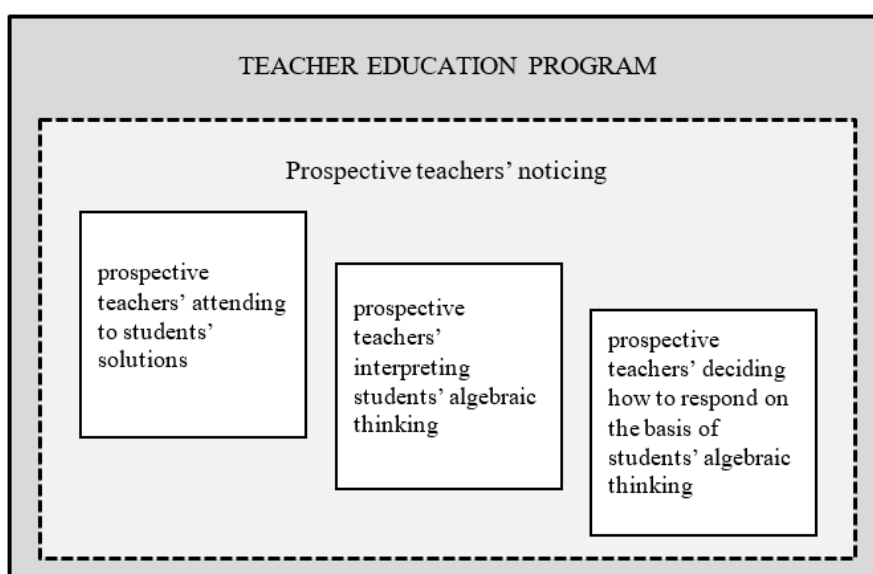 TEACHER EDUCATION PROGRAM
Prospective teachers’ noticing
prospective
teachers’ attending
to students’
solutions
prospective
teachers’
interpreting
students’ algebraic
thinking
prospective
teachers’ deciding
how to respond on
the basis of
students’ algebraic
thinking